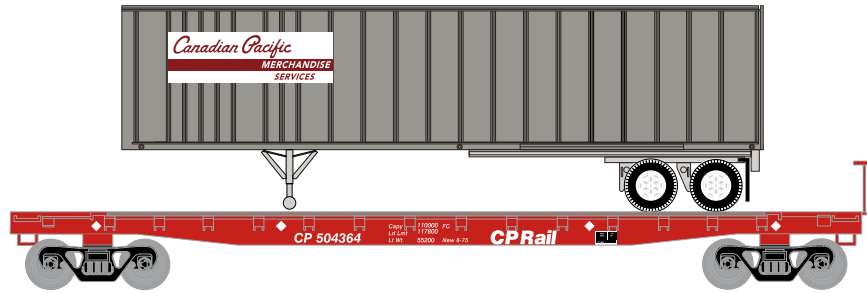 Canadian Pacific
MERCHANDISE
SERVICES
CP 504364
Capy 110000 FC
Ld Lmt 117800
Lt Wt 55200 New 8-75
CP Rail